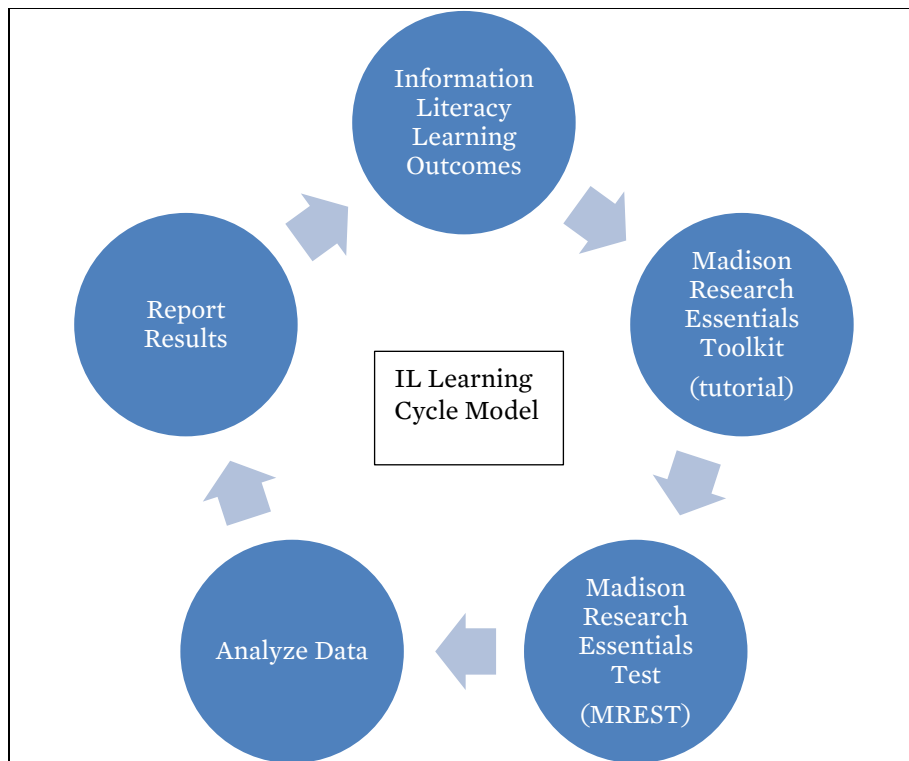 Information
Literacy
Learning
Outcomes
Madison
Research
Essentials
Toolkit
(tutorial)
Madison
Research
Essentials
Test
(MREST)
Analyze Data
Report
Results
IL Learning
Cycle Model